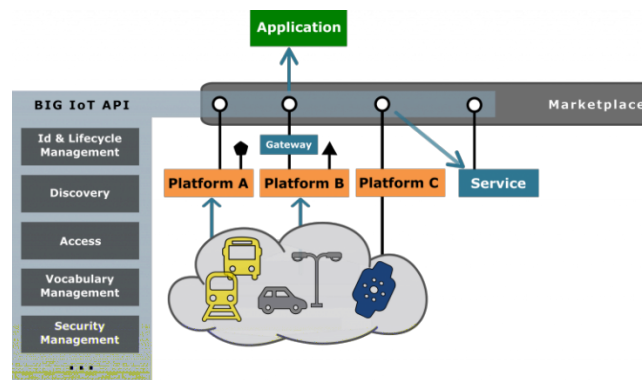 Application
BIG IoT API
Marketplace
Id & Lifecycle
Management
Gateway
Discovery
Platform A
Platform B
Platform C
Service
Access
Vocabulary
Management
Security
Management
...